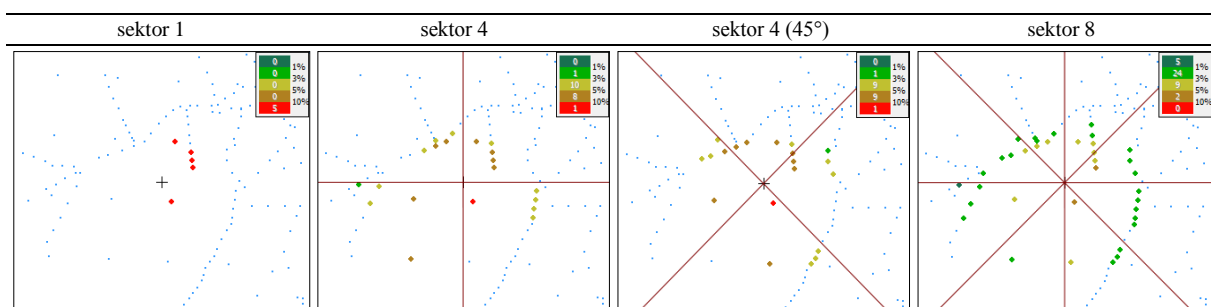 sektor 1 sektor 4 sektor 4 (45°) sektor 8
0 1% 0 1% 0 1% 5 1%
0 3% 1 3% 1 3% 24 3%
0 5% 10 5% 9 5% 9 5%
0 10% 8 10% 9 10% 2 10%
5 1 1 0